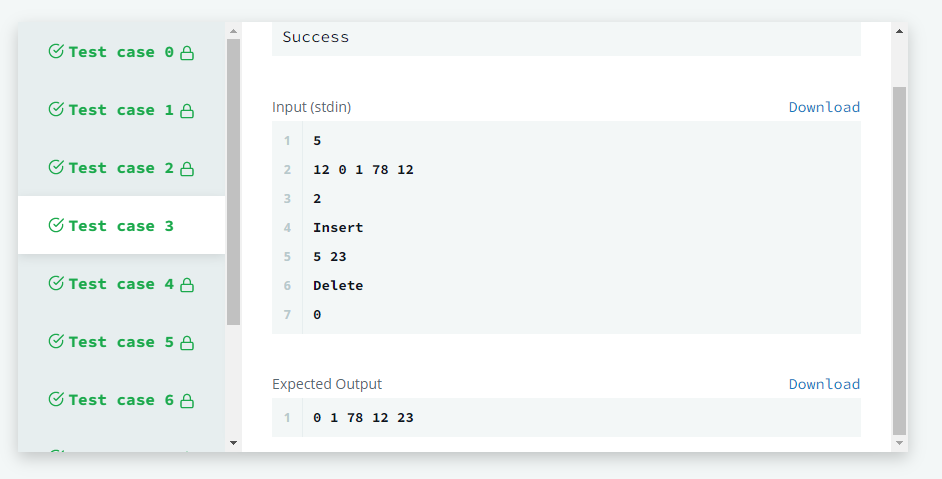 Test case 0
Test case 1
Test case 2
Test case 3
Test case 4
Test case 5
Test case 6
Success
Input (stdin)
Download
1 5
2 12 0 1 78 12
3 2
4 Insert
5 5 23
6 Delete
7 0
Expected Output
Download
1 0 1 78 12 23